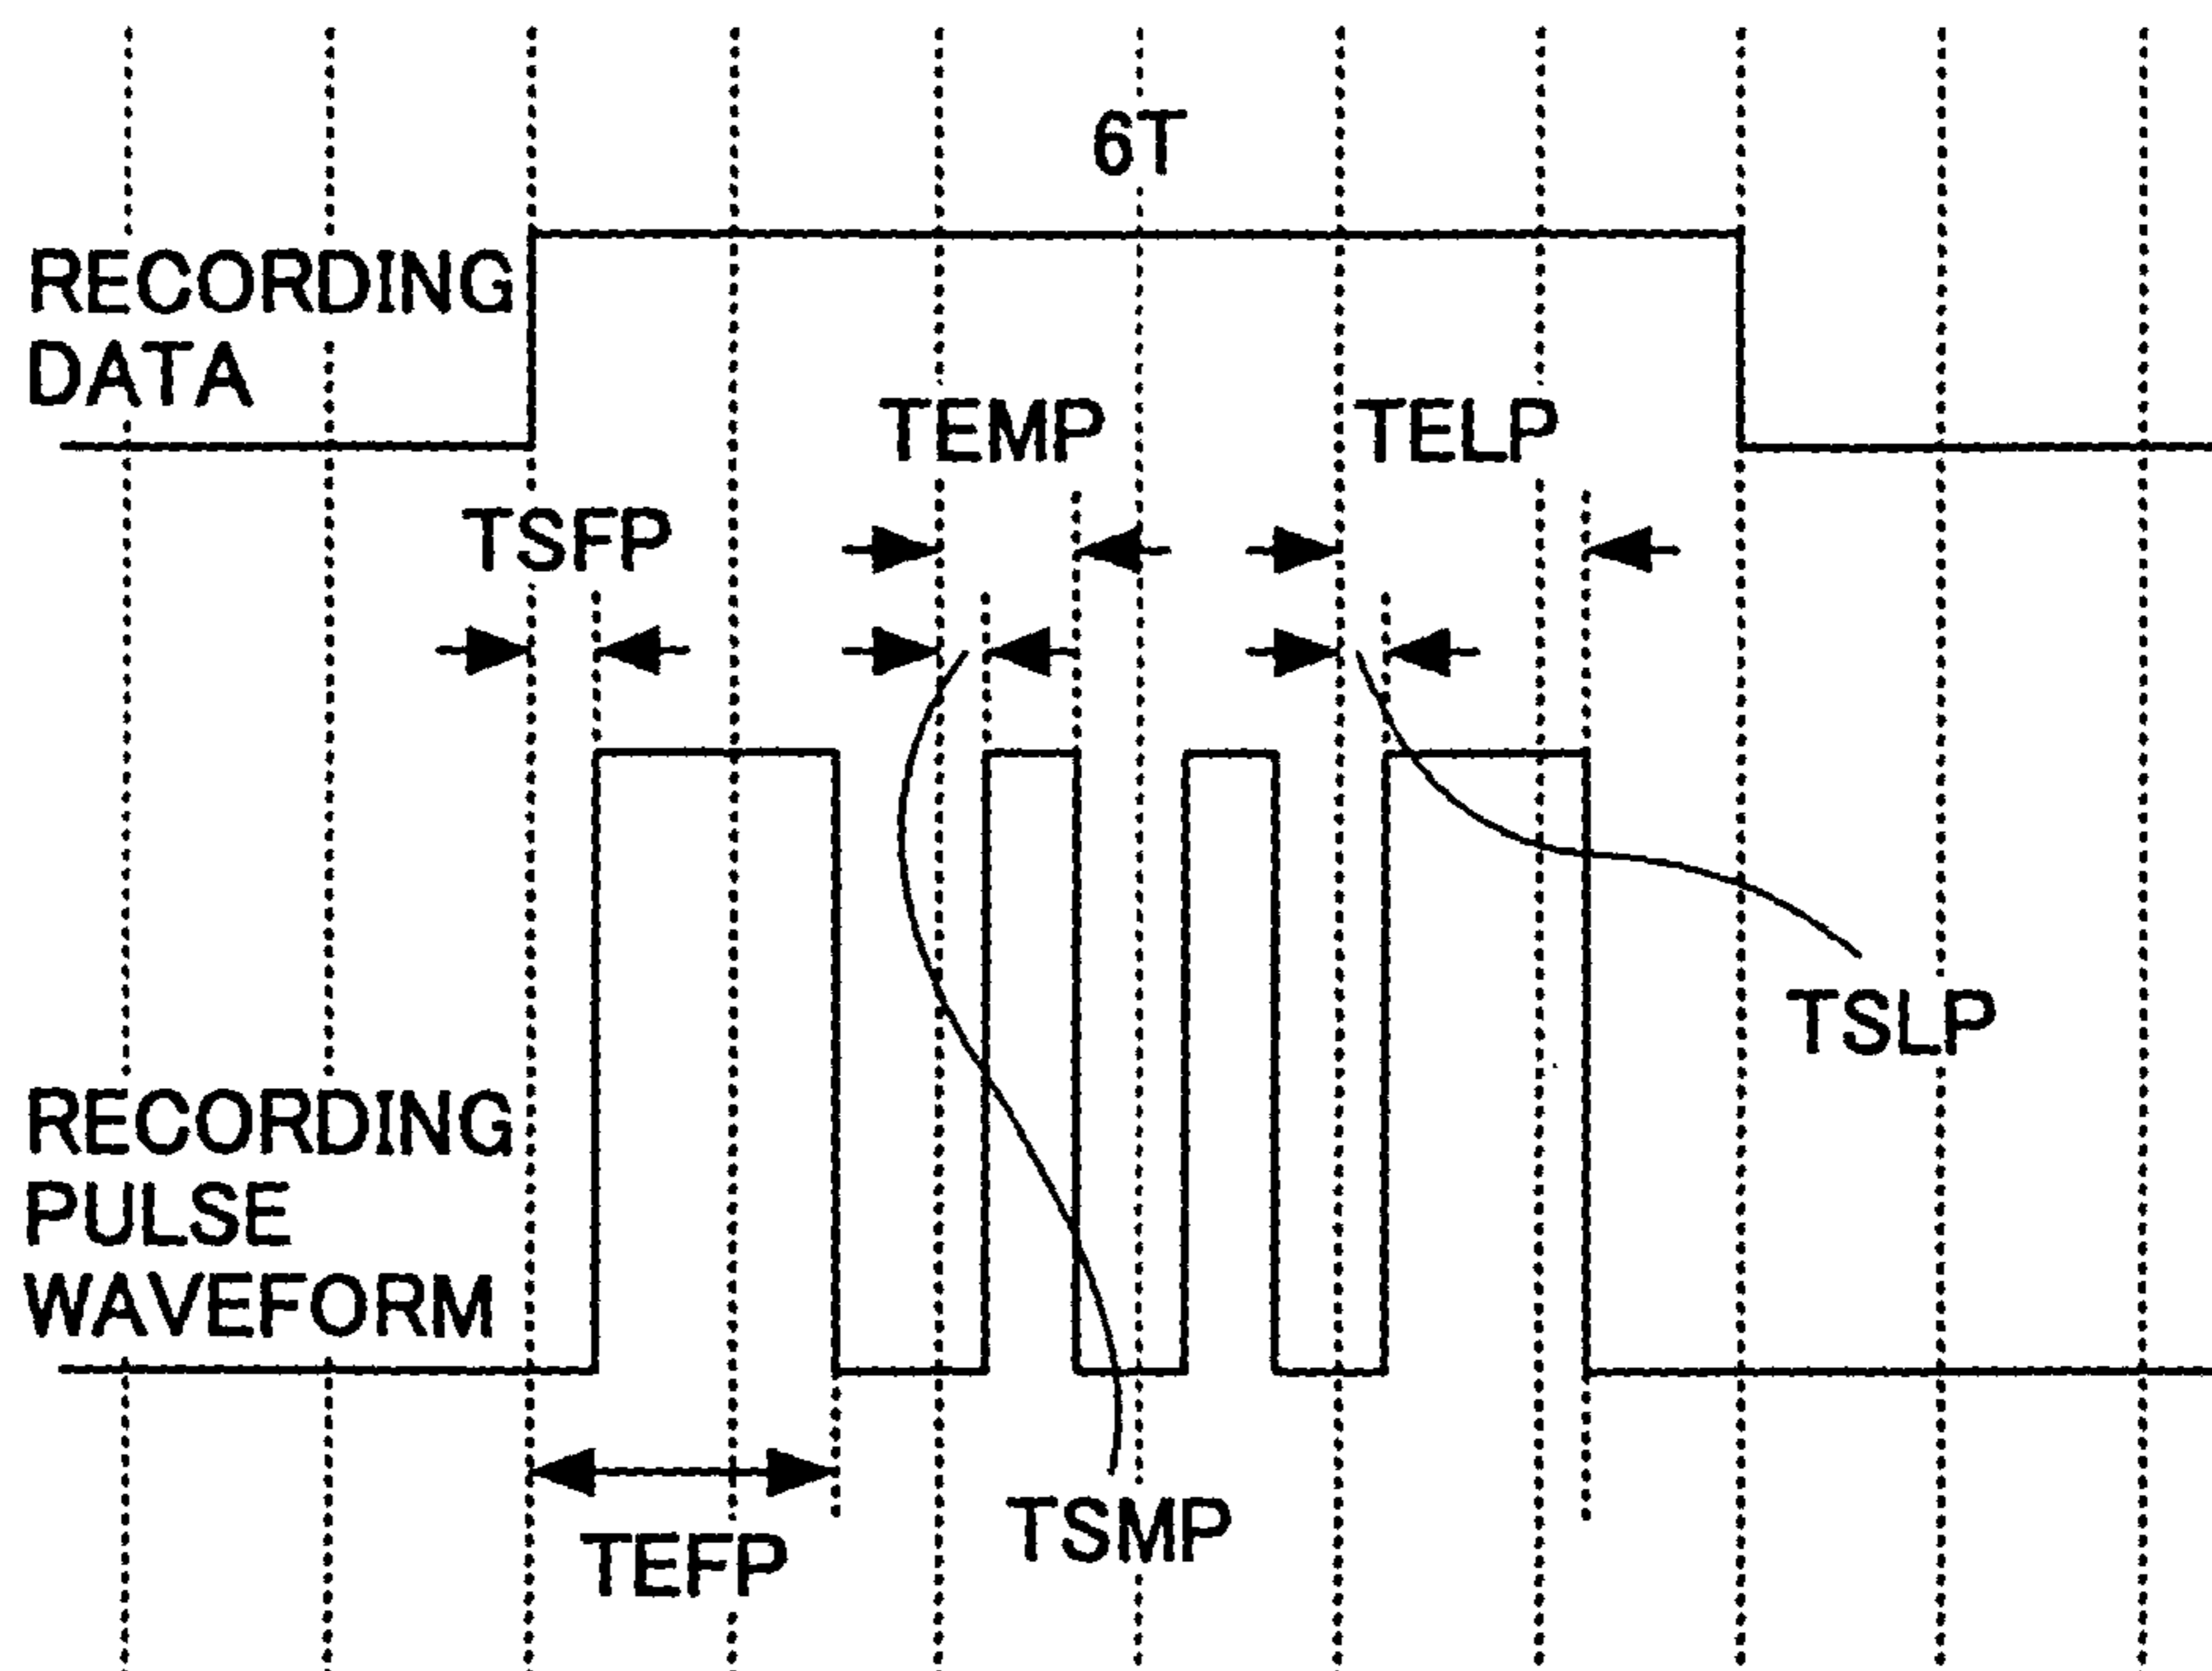 6T
RECORDING
DATA
TEMP
TELP
TSFP
TSLP
RECORDING
PULSE
WAVEFORM
TSMP
TEFP